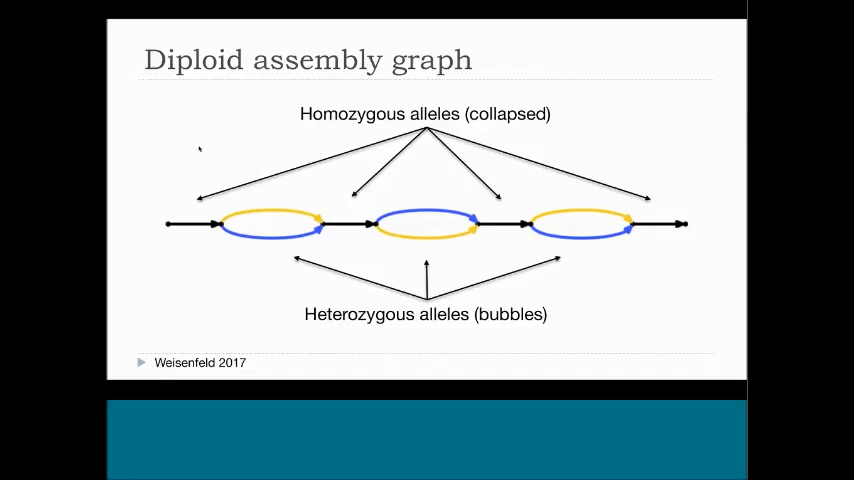 Diploid assembly graph
Homozygous alleles (collapsed)
Heterozygous alleles (bubbles)
Weisenfeld 2017